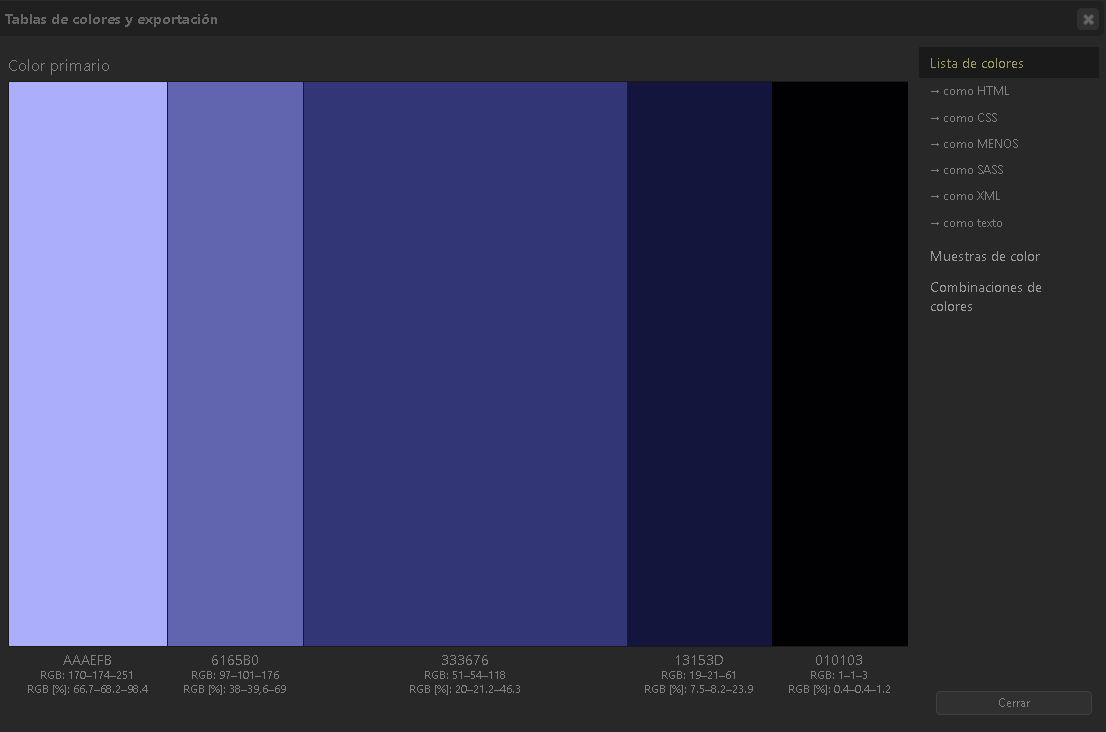 Tablas de colores y exportación
Color primario
AAAEFB
RGB: 170–174–251
RGB [%]: 66.7–68.2–98.4
6165B0
RGB: 97–101–176
RGB [%]: 38–39,6–69
333676
RGB: 51–54–118
RGB [%]: 20–21.2–46.3
13153D
RGB: 19–21–61
RGB [%]: 7.5–8.2–23.9
010103
RGB: 1–1–3
RGB [%]: 0.4–0.4–1.2
Lista de colores
→ como HTML
→ como CSS
→ como MENOS
→ como SASS
→ como XML
→ como texto
Muestras de color
Combinaciones de
colores
Cerrar